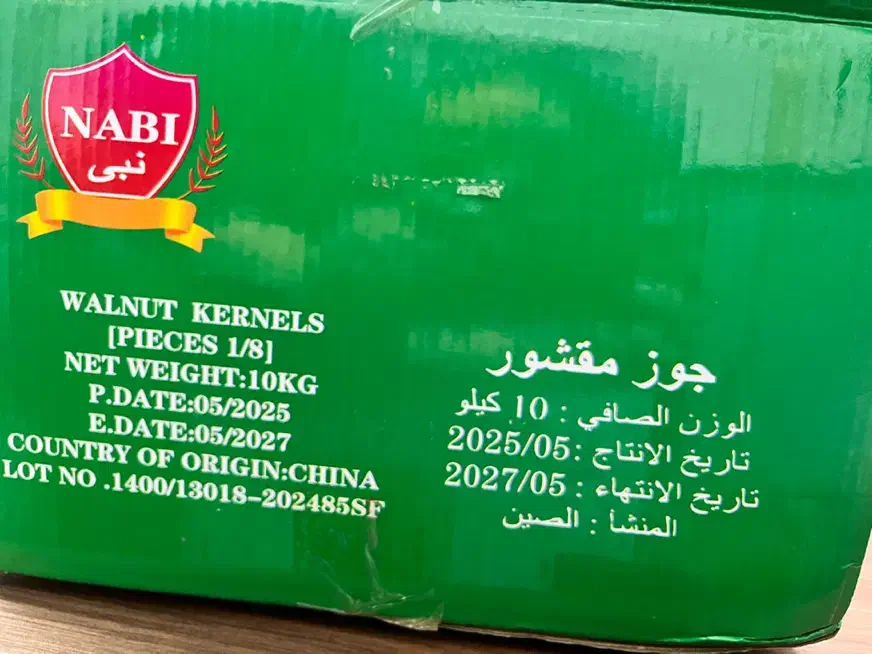 NABI
نبى
WALNUT KERNELS
[PIECES 1/8]
NET WEIGHT:10KG
P.DATE:05/2025
E.DATE:05/2027
COUNTRY OF ORIGIN:CHINA
LOT NO .1400/13018-202485SF
جوز مقشور
الوزن الصافي : 10 كيلو
تاريخ الانتاج :2025/05
تاريخ الانتهاء : 2027/05
المنشأ : الصين